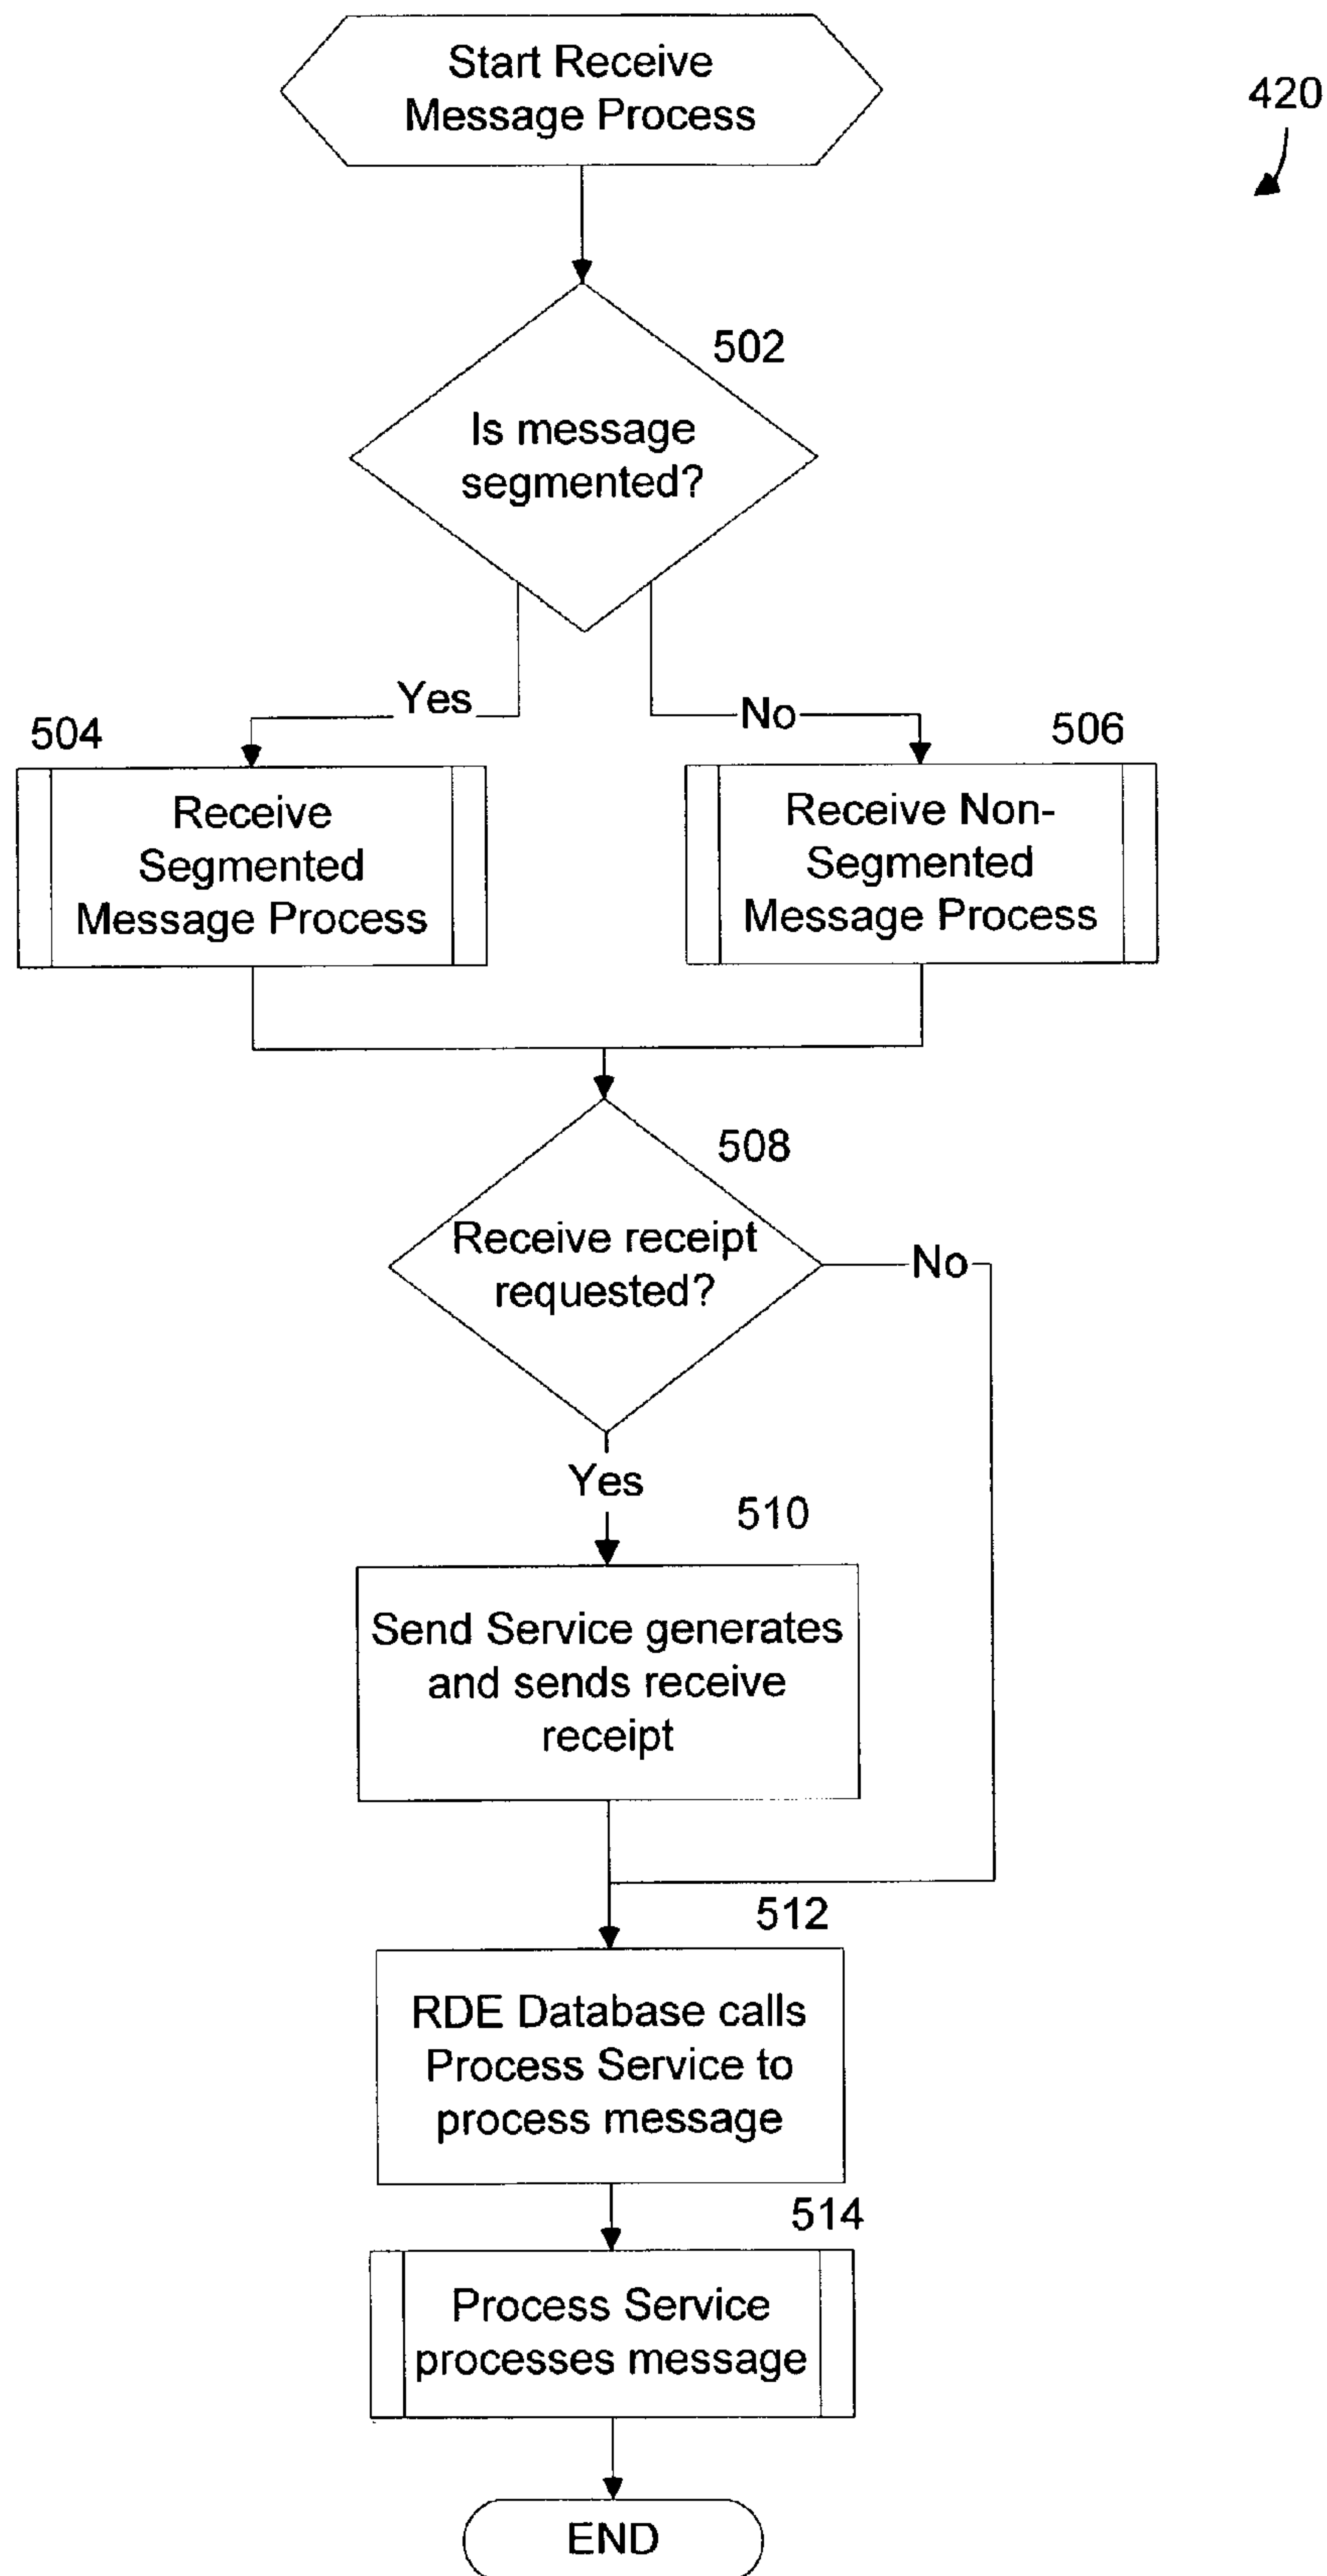 Start Receive
Message Process
420
502
Is message
segmented?
Yes
No
504
506
Receive
Segmented
Message Process
Receive Non-
Segmented
Message Process
508
Receive receipt
requested?
No
Yes
510
Send Service generates
and sends receive
receipt
512
RDE Database calls
Process Service to
process message
514
Process Service
processes message
END